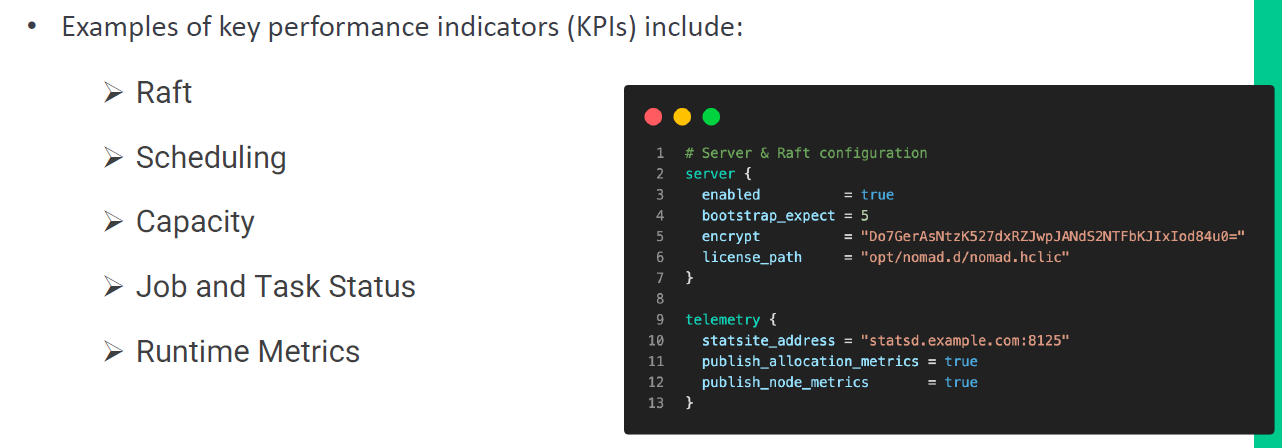 • Examples of key performance indicators (KPIs) include:
➢ Raft
➢ Scheduling
➢ Capacity
➢ Job and Task Status
➢ Runtime Metrics
1 # Server & Raft configuration
2 server {
3   enabled          = true
4   bootstrap_expect = 5
5   encrypt          = "Do7GerAsNtzK527dxRZJwpJANdS2NTFbKJIxIod84u0="
6   license_path     = "opt/nomad.d/nomad.hclic"
7 }
8
9 telemetry {
10   statsite_address = "statsd.example.com:8125"
11   publish_allocation_metrics = true
12   publish_node_metrics       = true
13 }